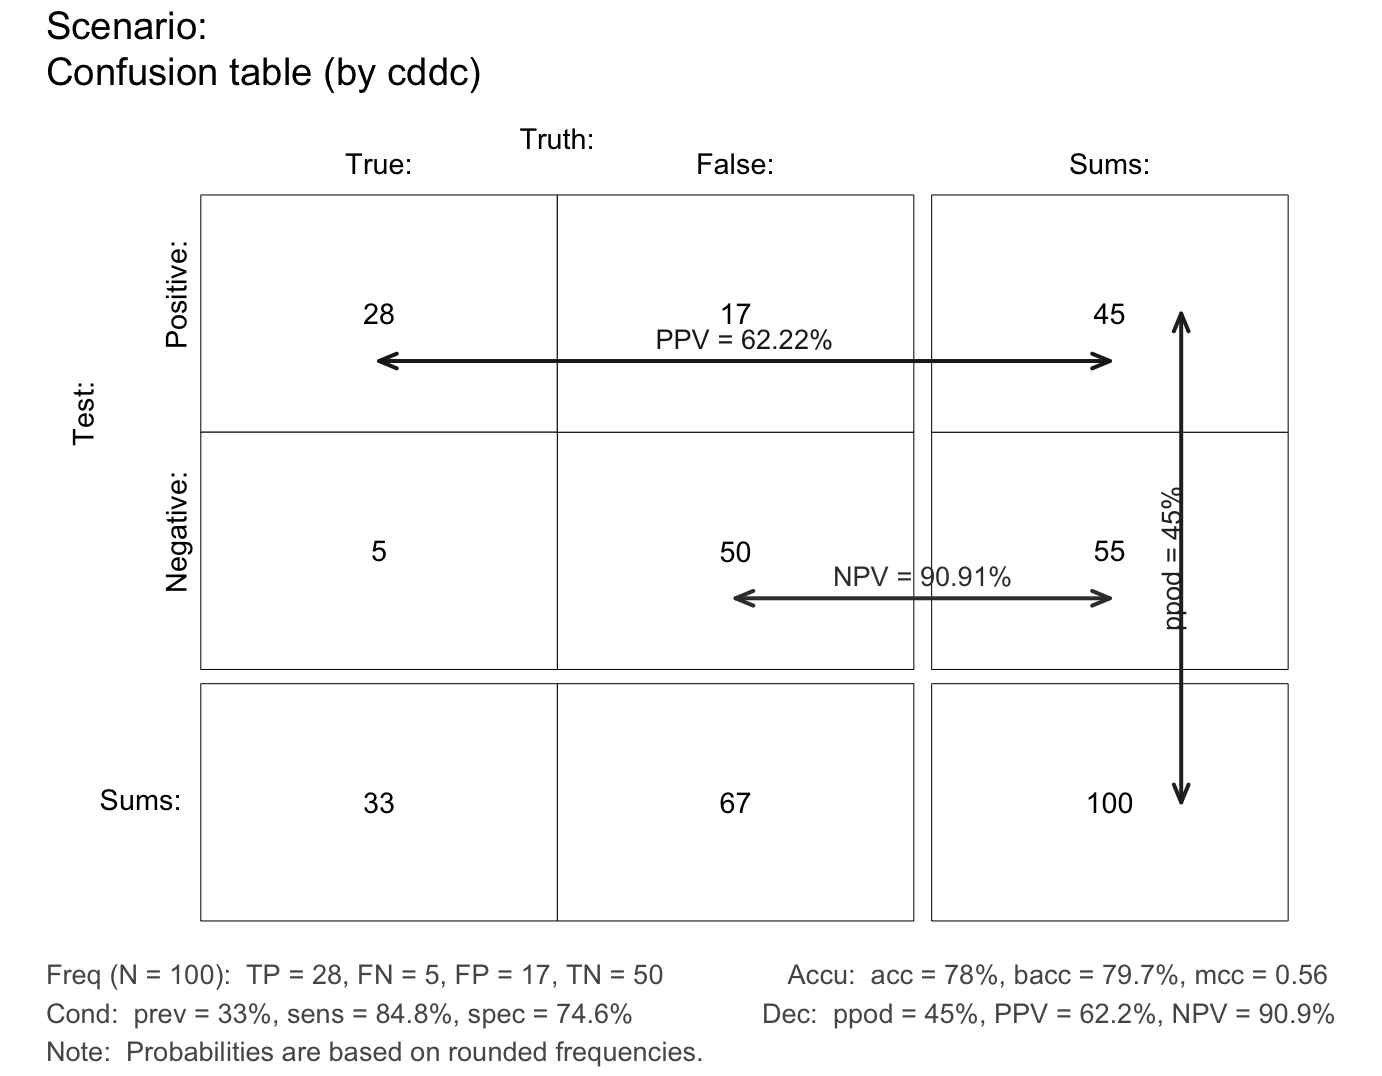 Scenario:
Confusion table (by cddc)
Truth:
True: False: Sums:
Test:
Positive:
28 17 45
PPV = 62.22%
Negative:
5 50 55
NPV = 90.91%
ppod = 45%
Sums: 33 67 100
Freq (N = 100):  TP = 28, FN = 5, FP = 17, TN = 50
Accu:  acc = 78%, bacc = 79.7%, mcc = 0.56
Cond:  prev = 33%, sens = 84.8%, spec = 74.6%
Dec:  ppod = 45%, PPV = 62.2%, NPV = 90.9%
Note:  Probabilities are based on rounded frequencies.